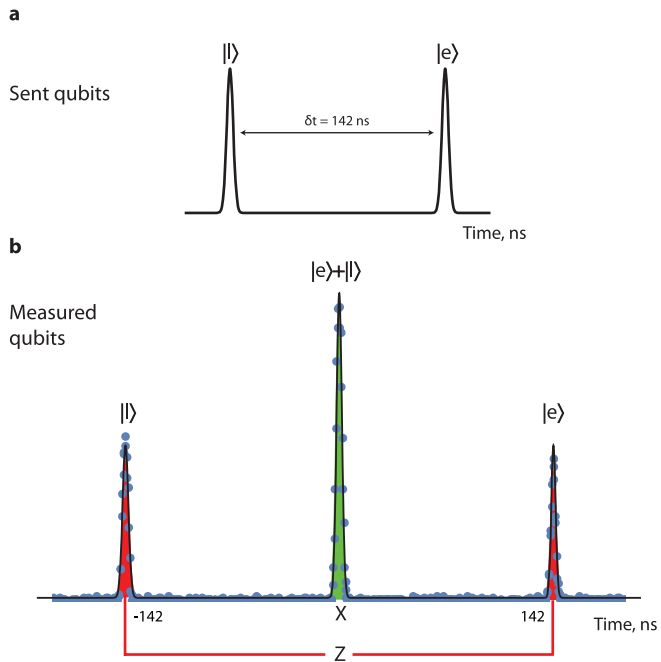 a
|l⟩ |e⟩
Sent qubits
δt = 142 ns
Time, ns
b
|e⟩+|l⟩
Measured
qubits
|l⟩ |e⟩
-142 X 142
Time, ns
Z